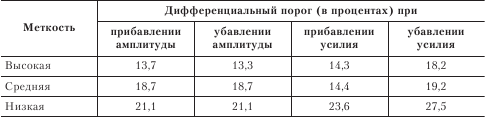 Меткость
Дифференциальный порог (в процентах) при
прибавлении амплитуды
убавлении амплитуды
прибавлении усилия
убавлении усилия
Высокая 13,7 13,3 14,3 18,2
Средняя 18,7 18,7 14,4 19,2
Низкая 21,1 21,1 23,6 27,5